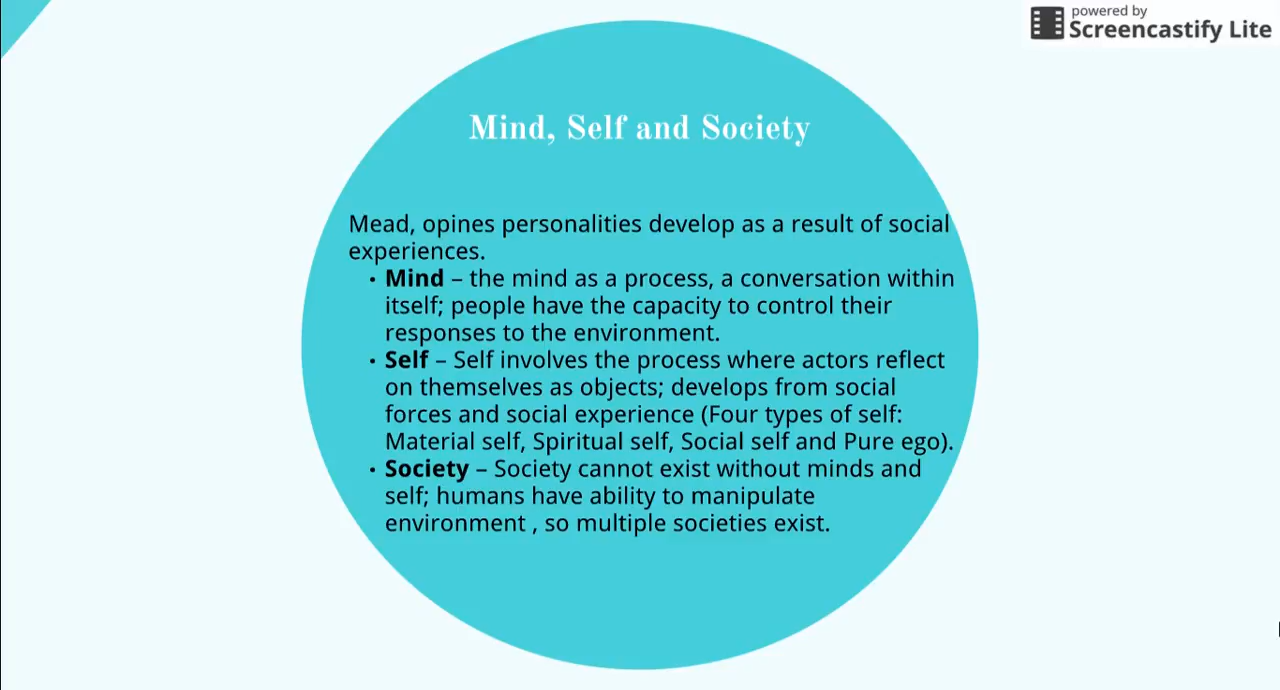 powered by
Screencastify Lite
Mind, Self and Society
Mead, opines personalities develop as a result of social
experiences.
• Mind – the mind as a process, a conversation within
itself; people have the capacity to control their
responses to the environment.
• Self – Self involves the process where actors reflect
on themselves as objects; develops from social
forces and social experience (Four types of self:
Material self, Spiritual self, Social self and Pure ego).
• Society – Society cannot exist without minds and
self; humans have ability to manipulate
environment , so multiple societies exist.